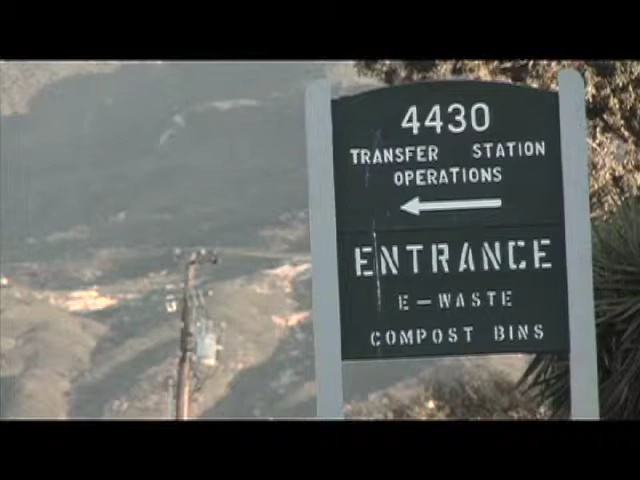 4430
TRANSFER STATION
OPERATIONS
ENTRANCE
E-WASTE
COMPOST BINS